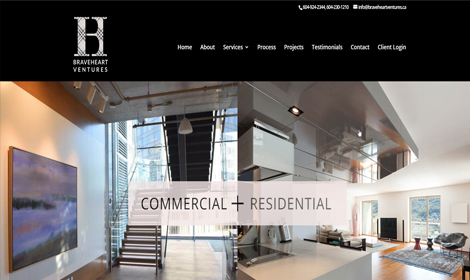 604-924-2344, 604-230-1210 info@braveheartventures.ca
BRAVEHEART
VENTURES
Home About Services Process Projects Testimonials Contact Client Login
COMMERCIAL + RESIDENTIAL